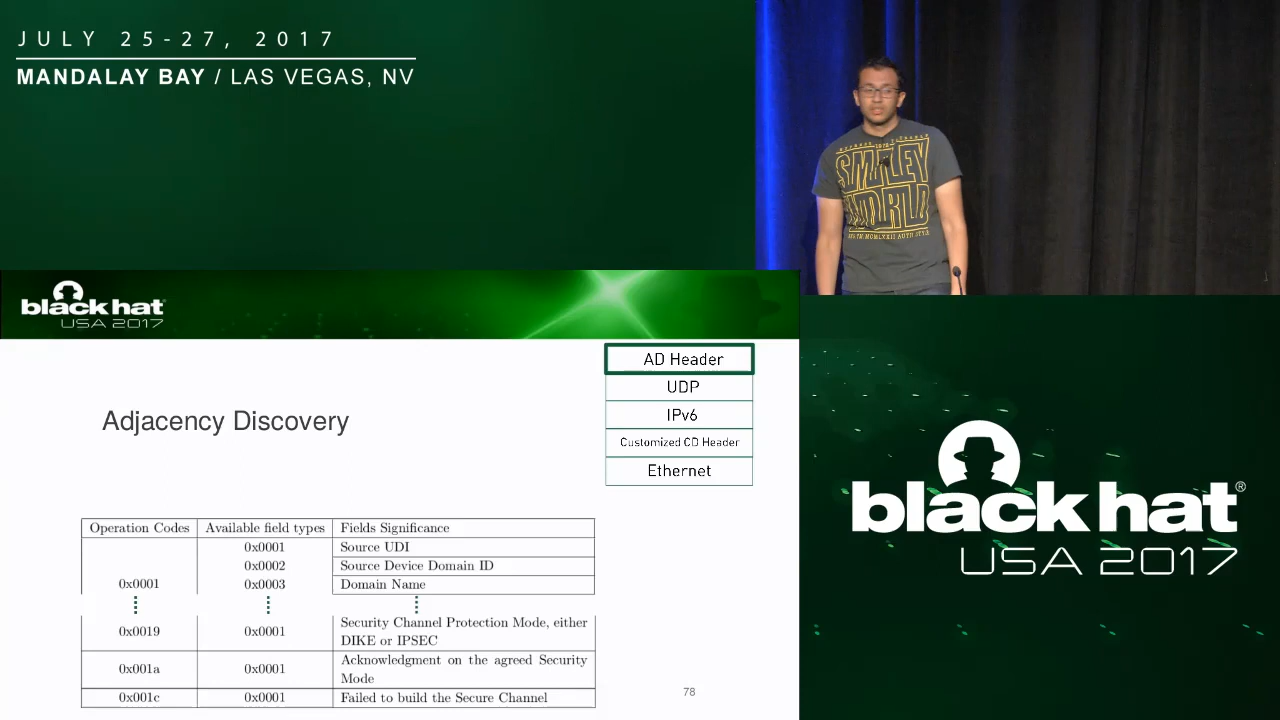 JULY 25-27, 2017
MANDALAY BAY / LAS VEGAS, NV
SMILEY
WORLD
black hat
USA 2017
Adjacency Discovery
AD Header
UDP
IPv6
Customized CD Header
Ethernet
Operation Codes Available field types Fields Significance
0x0001 Source UDI
0x0002 Source Device Domain ID
0x0001 0x0003 Domain Name
0x0019 0x0001 Security Channel Protection Mode, either
DIKE or IPSEC
0x001a 0x0001 Acknowledgment on the agreed Security
Mode
0x001c 0x0001 Failed to build the Secure Channel
78
black hat®
USA 2017